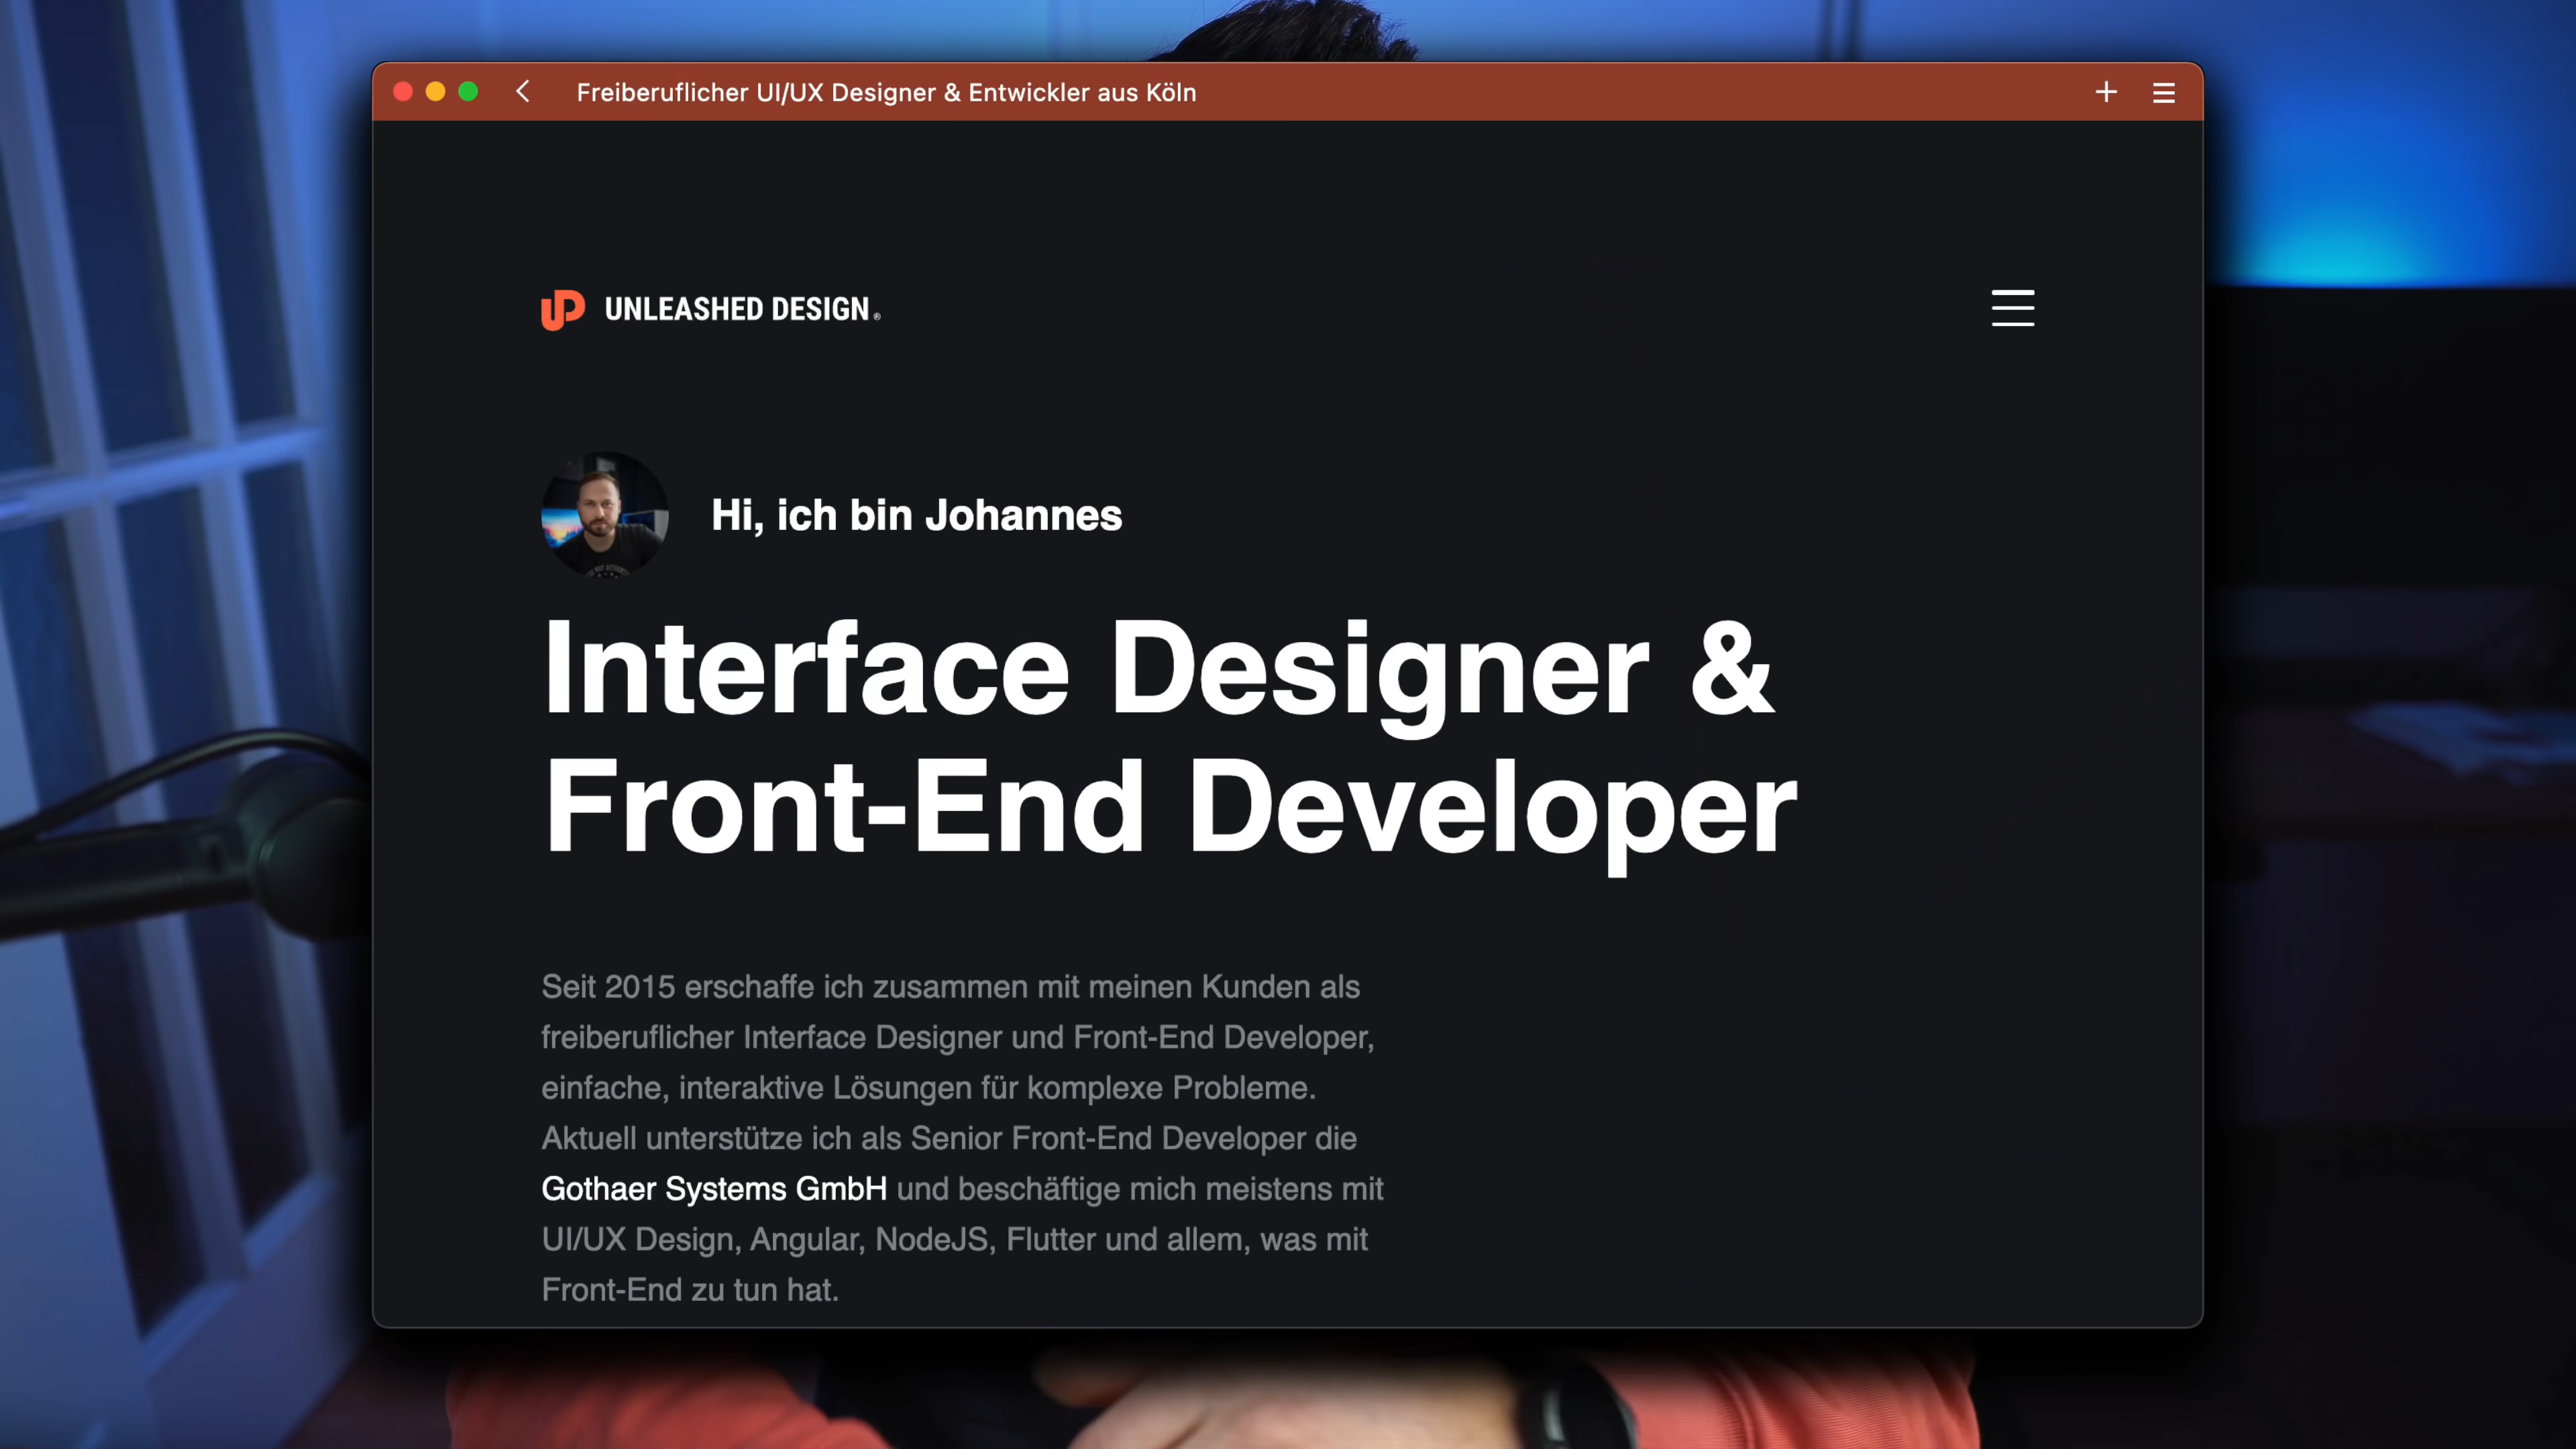 Freiberuflicher UI/UX Designer & Entwickler aus Köln
UNLEASHED DESIGN®
Hi, ich bin Johannes
Interface Designer &
Front-End Developer
Seit 2015 erschaffe ich zusammen mit meinen Kunden als
freiberuflicher Interface Designer und Front-End Developer,
einfache, interaktive Lösungen für komplexe Probleme.
Aktuell unterstütze ich als Senior Front-End Developer die
Gothaer Systems GmbH und beschäftige mich meistens mit
UI/UX Design, Angular, NodeJS, Flutter und allem, was mit
Front-End zu tun hat.